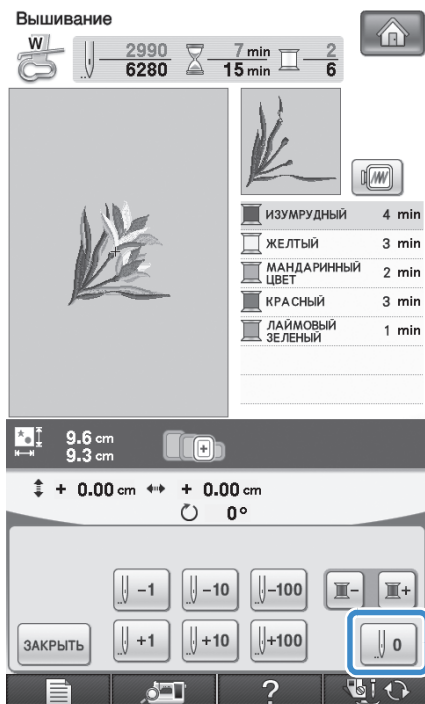 Вышивание
W
2990 7 min 2
6280 15 min 6
ИЗУМРУДНЫЙ 4 min
ЖЕЛТЫЙ 3 min
МАНДАРИННЫЙ
ЦВЕТ 2 min
КРАСНЫЙ 3 min
ЛАЙМОВЫЙ
ЗЕЛЕНЫЙ 1 min
9.6 cm
9.3 cm
+ 0.00 cm + 0.00 cm
0°
-1 -10 -100 - +
ЗАКРЫТЬ +1 +10 +100 0
?